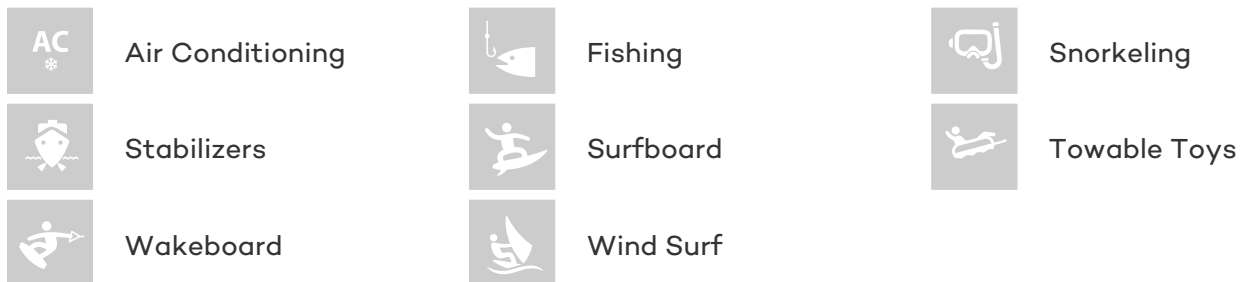 AC
Air Conditioning
Fishing
Snorkeling
Stabilizers
Surfboard
Towable Toys
Wakeboard
Wind Surf